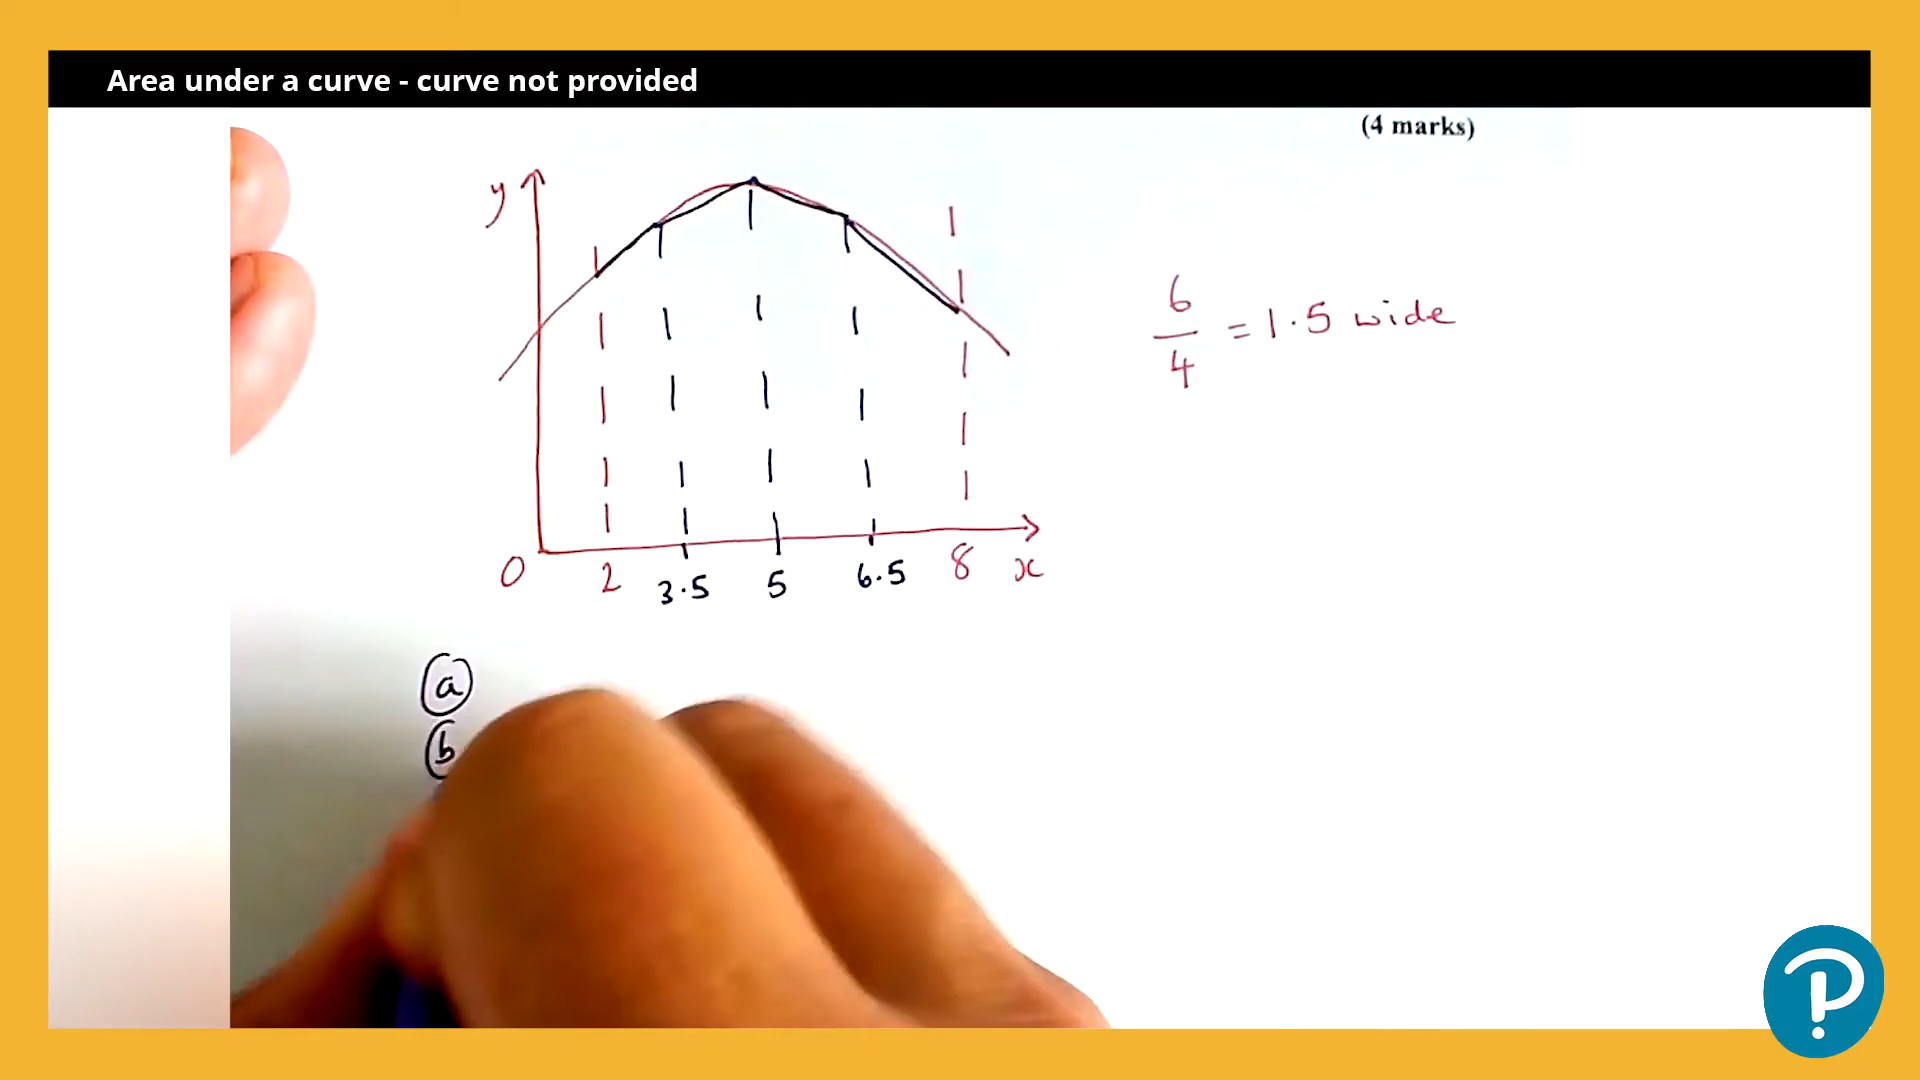 Area under a curve - curve not provided
(4 marks)
y
6
4
= 1.5 wide
0 2 3.5 5 6.5 8 x
a
b
P